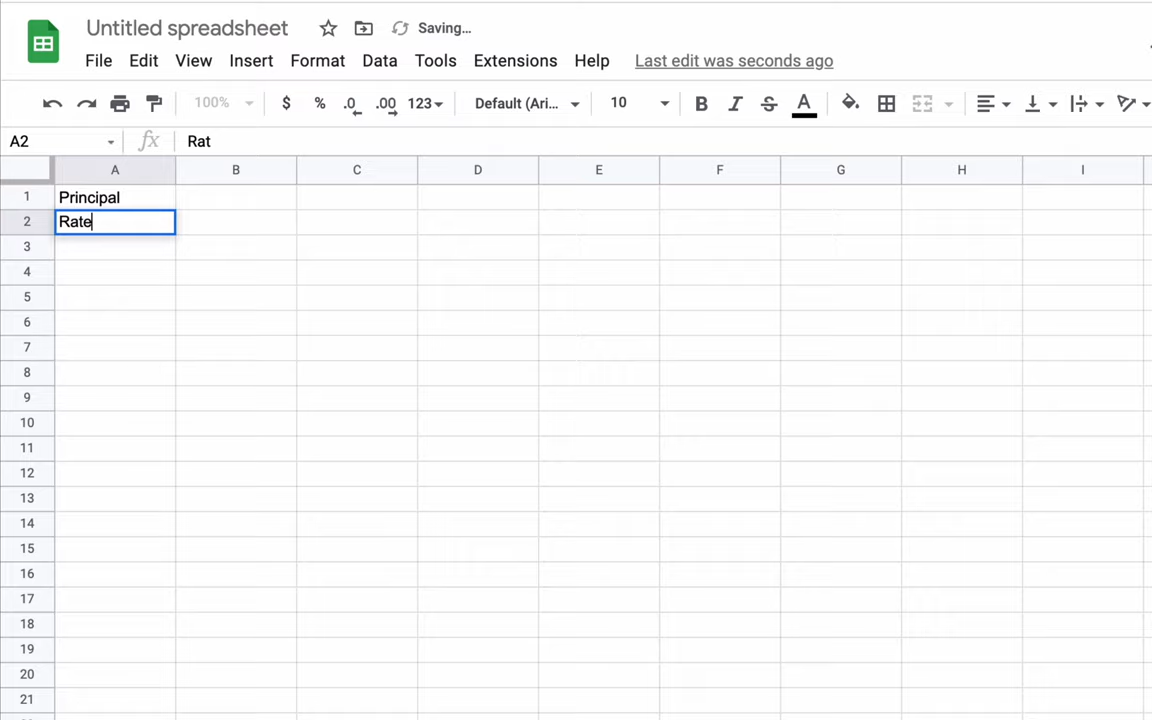 Untitled spreadsheet Saving…
File Edit View Insert Format Data Tools Extensions Help Last edit was seconds ago
100% $ % .0 .00 123 Default (Ari... 10 B I S A
A2 fx Rat
A B C D E F G H I
1 Principal
2 Rate
3
4
5
6
7
8
9
10
11
12
13
14
15
16
17
18
19
20
21